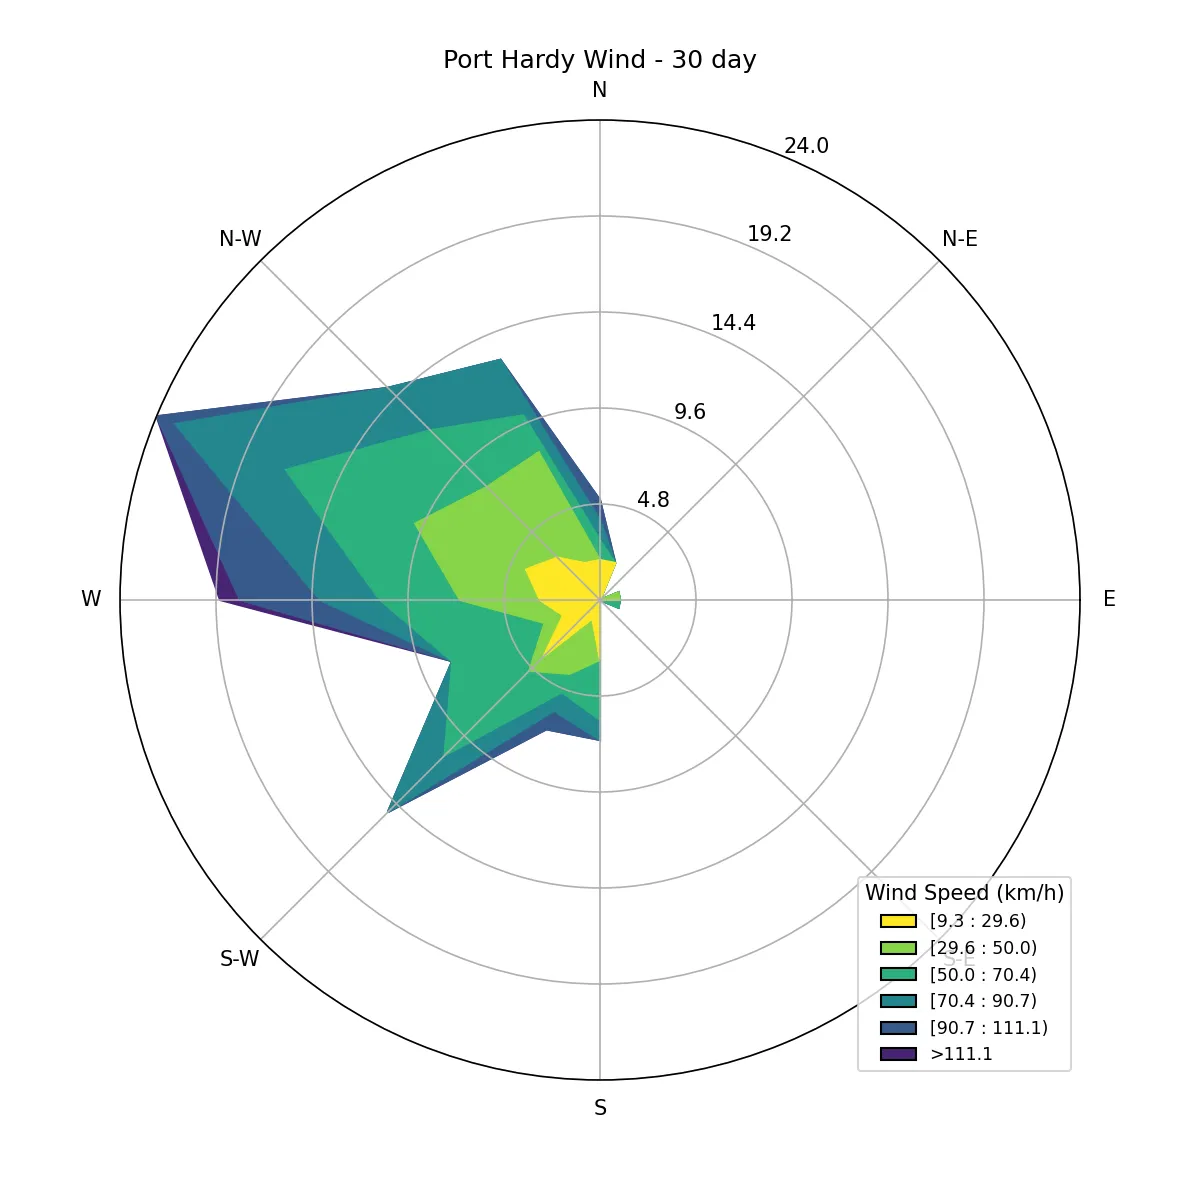 Port Hardy Wind - 30 day
N
24.0
19.2
N-W
N-E
14.4
9.6
4.8
W
E
Wind Speed (km/h)
[9.3 : 29.6)
[29.6 : 50.0)
S-W
S-E
[50.0 : 70.4)
[70.4 : 90.7)
[90.7 : 111.1)
>111.1
S